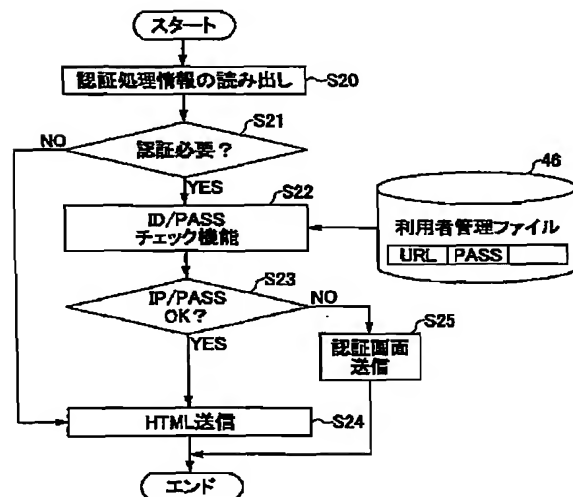 スタート
認証処理情報の読み出し
S20
S21
NO
認証必要?
YES
S22
46
ID/PASS
チェック機能
利用者管理ファイル
URL
PASS
S23
IP/PASS
OK?
NO
YES
S25
認証画面
送信
HTML送信
S24
エンド